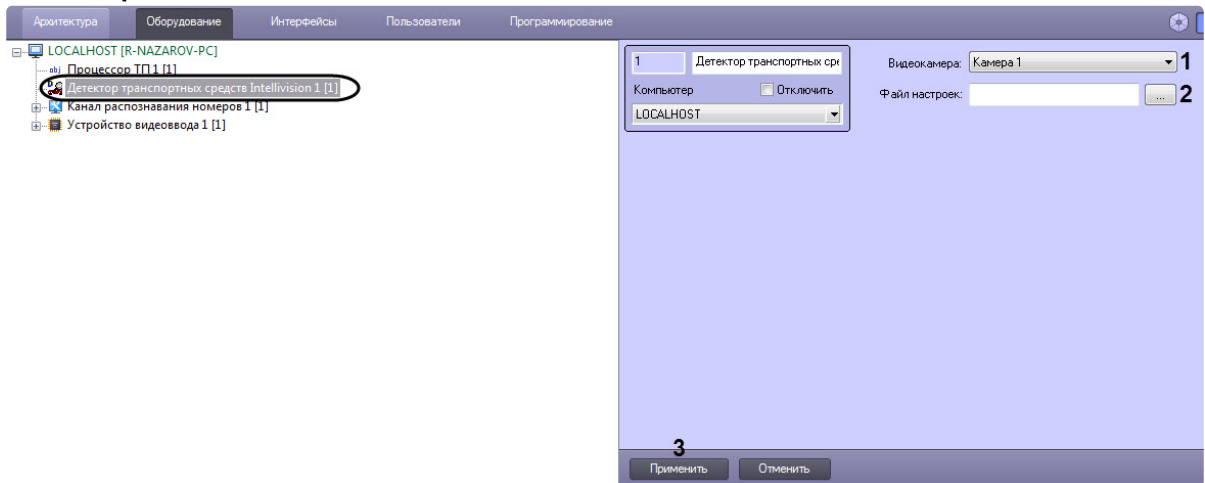 Архитектура Оборудование Интерфейсы Пользователи Программирование
LOCALHOST [R-NAZAROV-PC]
obj Процессор ТП 1 [1]
Детектор транспортных средств Intellivision 1 [1]
Канал распознавания номеров 1 [1]
Устройство видеоввода 1 [1]
1 Детектор транспортных сре
Компьютер Отключить
LOCALHOST
Видеокамера: Камера 1 1
Файл настроек: ... 2
3
Применить Отменить